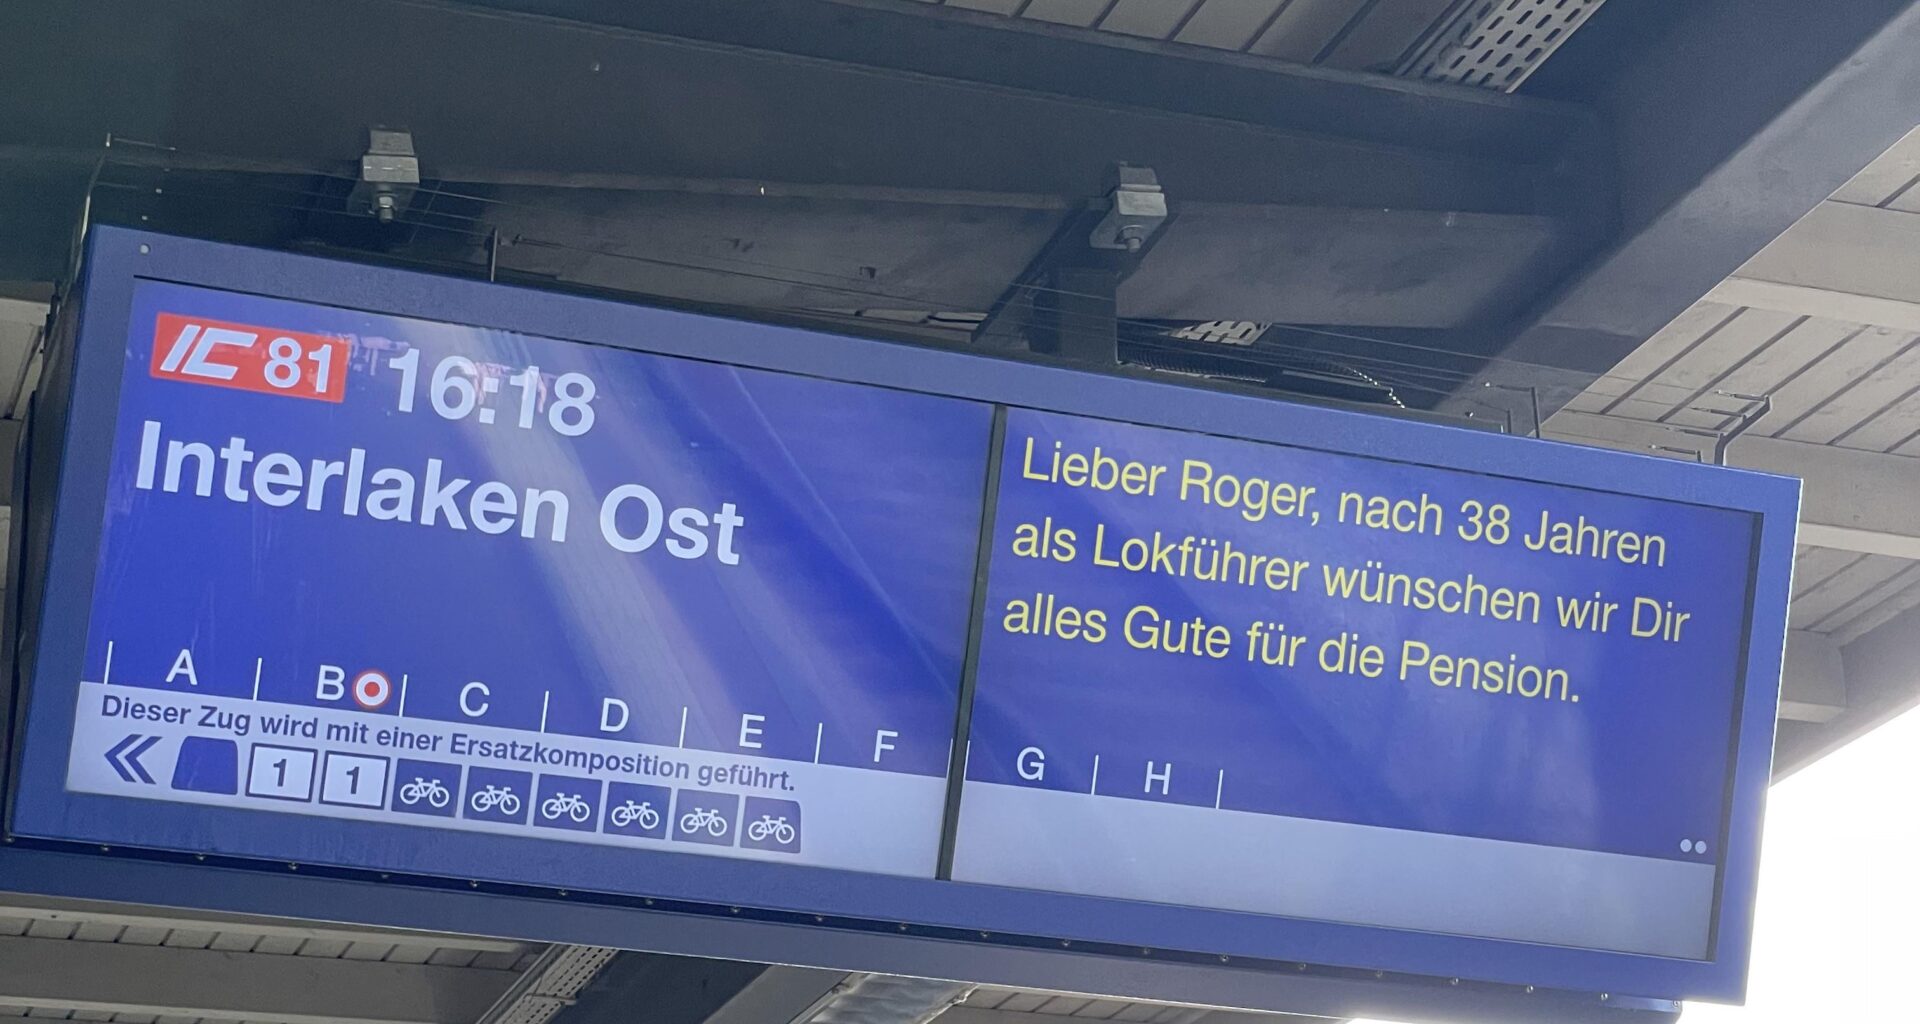 IC 81 16:18
Interlaken Ost
Lieber Roger, nach 38 Jahren
als Lokführer wünschen wir Dir
alles Gute für die Pension.
A B C D E F G H
Dieser Zug wird mit einer Ersatzkomposition geführt.
1 1